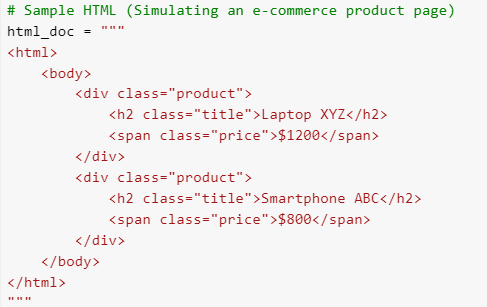 # Sample HTML (Simulating an e-commerce product page)
html_doc = """
<html>
    <body>
        <div class="product">
            <h2 class="title">Laptop XYZ</h2>
            <span class="price">$1200</span>
        </div>
        <div class="product">
            <h2 class="title">Smartphone ABC</h2>
            <span class="price">$800</span>
        </div>
    </body>
</html>
"""